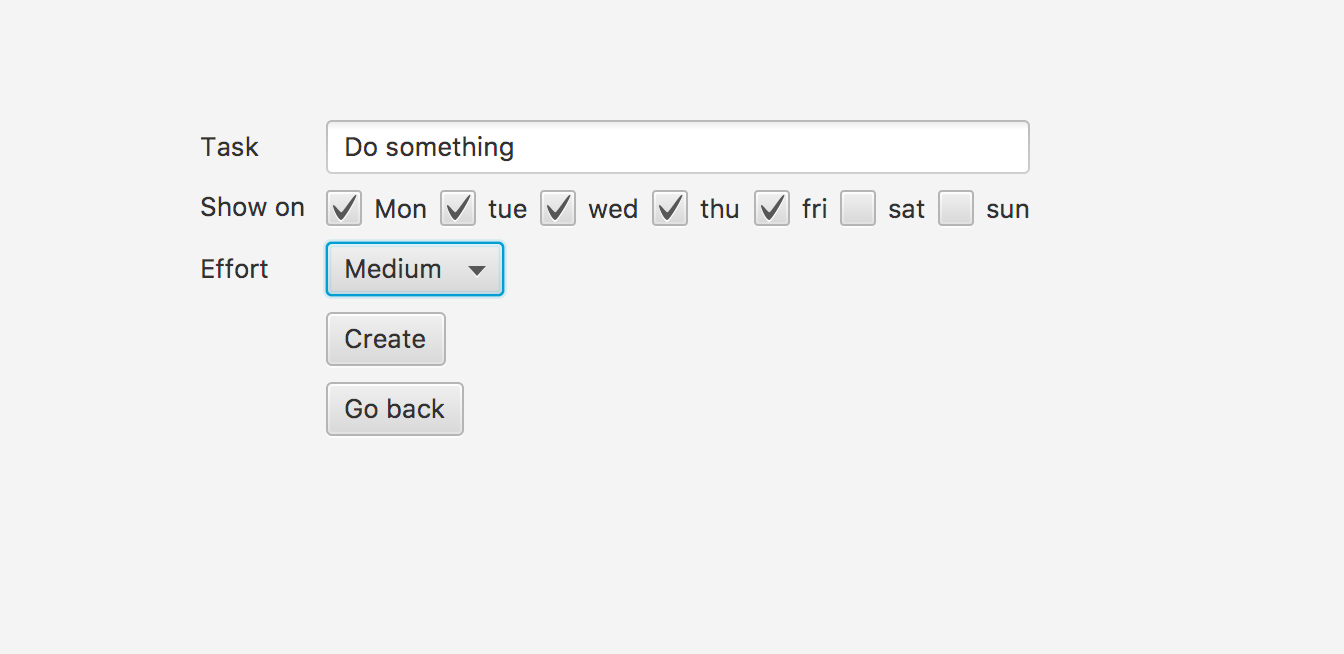 Task Do something
Show on Mon tue wed thu fri sat sun
Effort Medium
Create
Go back